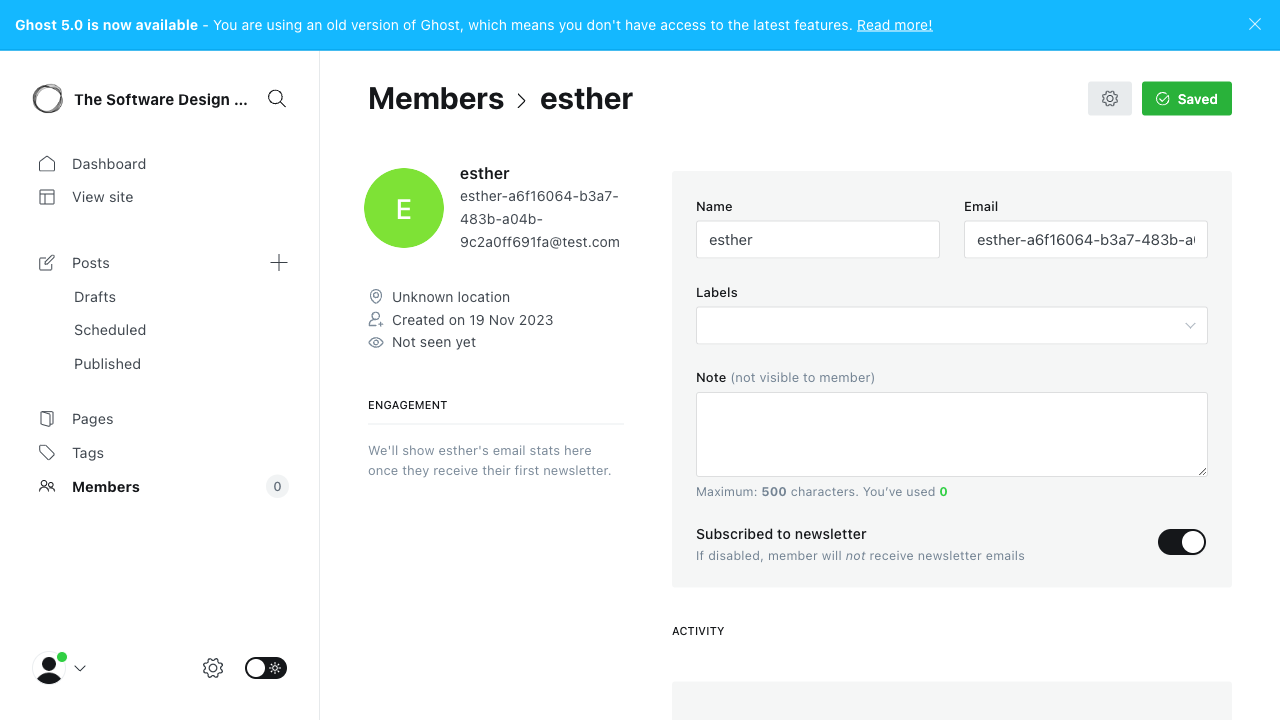 Ghost 5.0 is now available - You are using an old version of Ghost, which means you don't have access to the latest features. Read more!
The Software Design ...
Dashboard
View site
Posts
Drafts
Scheduled
Published
Pages
Tags
Members 0
Members > esther
Saved
E
esther
esther-a6f16064-b3a7-
483b-a04b-
9c2a0ff691fa@test.com
Unknown location
Created on 19 Nov 2023
Not seen yet
ENGAGEMENT
We'll show esther's email stats here
once they receive their first newsletter.
Name
esther
Email
esther-a6f16064-b3a7-483b-a
Labels
Note (not visible to member)
Maximum: 500 characters. You've used 0
Subscribed to newsletter
If disabled, member will not receive newsletter emails
ACTIVITY